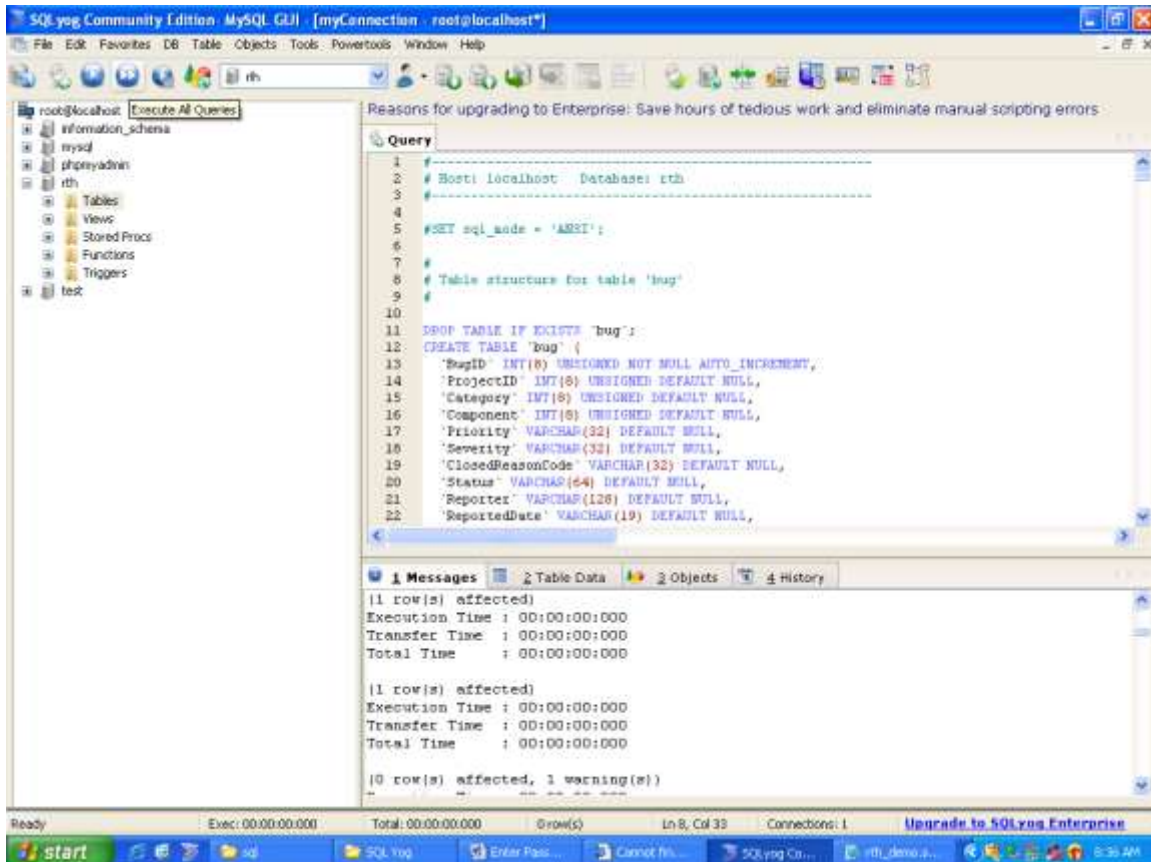 SQLyog Community Edition- MySQL GUI - [myConnection - root@localhost*]
File Edit Favorites DB Table Objects Tools Powertools Window Help
rth
Execute All Queries
root@localhost
information_schema
mysql
phpmyadmin
rth
Tables
Views
Stored Procs
Functions
Triggers
test
Reasons for upgrading to Enterprise: Save hours of tedious work and eliminate manual scripting errors
Query
1 #
2 # Host: localhost Database: rth
3 #
4
5 #SET sql_mode = 'ANSI';
6
7 #
8 # Table structure for table 'bug'
9 #
10
11 DROP TABLE IF EXISTS `bug`;
12 CREATE TABLE `bug` (
13 `BugID` INT(8) UNSIGNED NOT NULL AUTO_INCREMENT,
14 `ProjectID` INT(8) UNSIGNED DEFAULT NULL,
15 `Category` INT(8) UNSIGNED DEFAULT NULL,
16 `Component` INT(8) UNSIGNED DEFAULT NULL,
17 `Priority` VARCHAR(32) DEFAULT NULL,
18 `Severity` VARCHAR(32) DEFAULT NULL,
19 `ClosedReasonCode` VARCHAR(32) DEFAULT NULL,
20 `Status` VARCHAR(64) DEFAULT NULL,
21 `Reporter` VARCHAR(128) DEFAULT NULL,
22 `ReportedDate` VARCHAR(19) DEFAULT NULL,
1 Messages 2 Table Data 3 Objects 4 History
(1 row(s) affected)
Execution Time : 00:00:00:000
Transfer Time : 00:00:00:000
Total Time : 00:00:00:000
(1 row(s) affected)
Execution Time : 00:00:00:000
Transfer Time : 00:00:00:000
Total Time : 00:00:00:000
(0 row(s) affected, 1 warning(s))
Ready Exec: 00:00:00:000 Total: 00:00:00:000 0 row(s) Ln 8, Col 33 Connections: 1 Upgrade to SQLyog Enterprise
start sql SQL Yog Enter Pass... Cannot fin... SQLyog Co... rth_demo.a... 8:36 AM